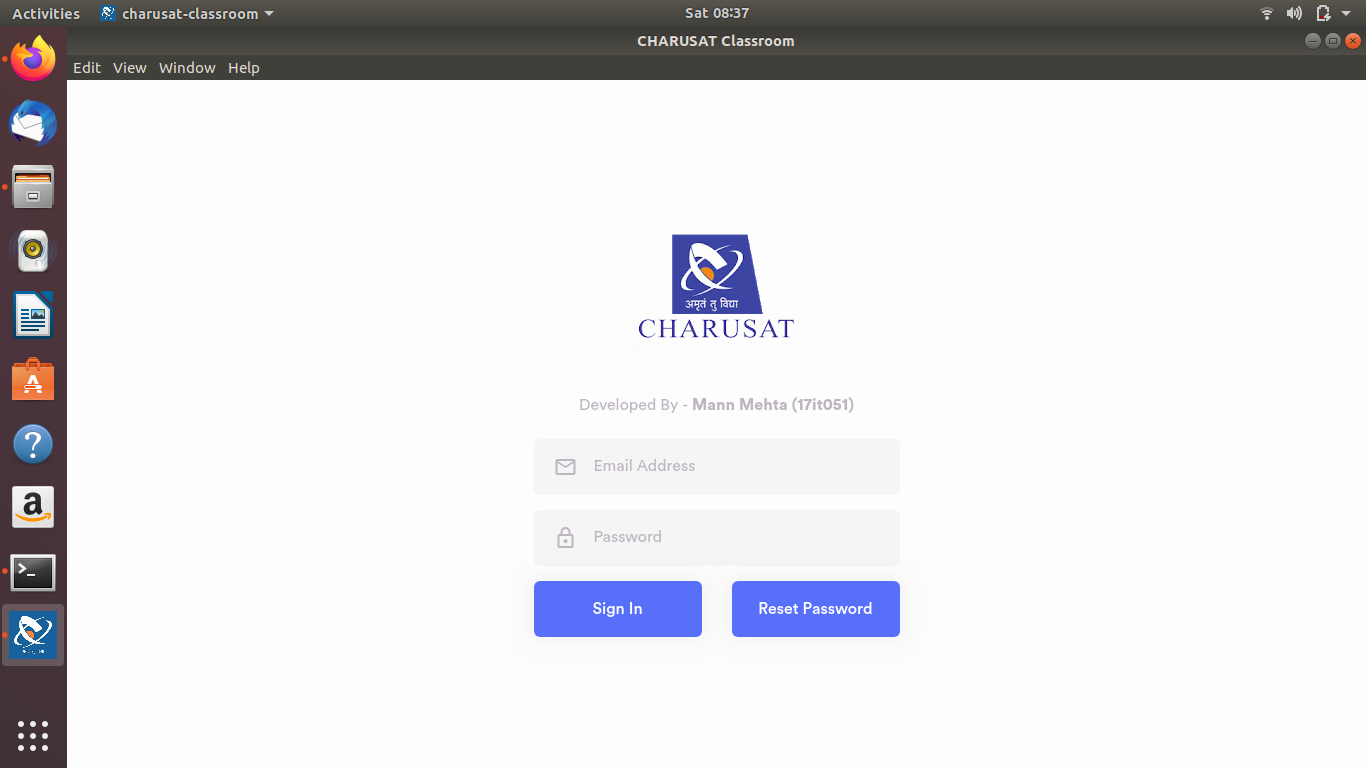 Activities charusat-classroom Sat 08:37
CHARUSAT Classroom
Edit View Window Help
अमृतं तु विद्या
CHARUSAT
Developed By - Mann Mehta (17it051)
Email Address
Password
Sign In Reset Password